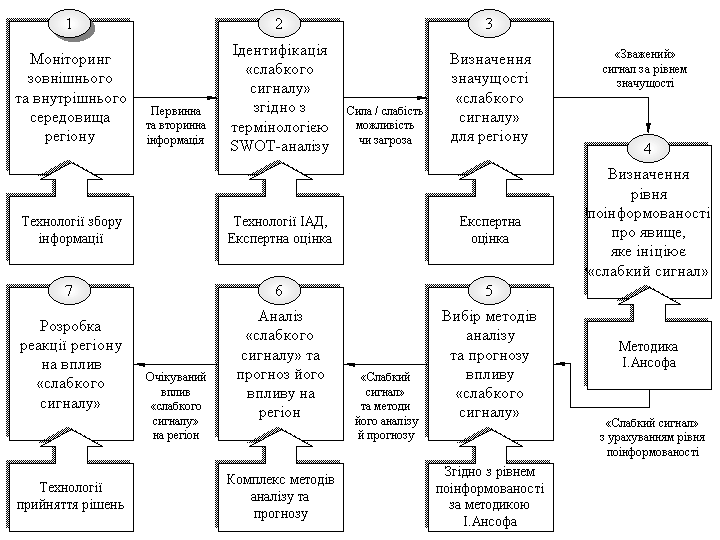 1
Моніторинг
зовнішнього
та внутрішнього
середовища
регіону
Первинна
та вторинна
інформація
Технології збору
інформації
2
Ідентифікація
«слабкого
сигналу»
згідно з
термінологією
SWOT-аналізу
Сила / слабість
можливість
чи загроза
Технології ІАД,
Експертна оцінка
3
Визначення
значущості
«слабкого
сигналу»
для регіону
«Зважений»
сигнал за рівнем
значущості
Експертна
оцінка
4
Визначення
рівня
поінформованості
про явище,
яке ініціює
«слабкий сигнал»
Методика
І.Ансофа
«Слабкий сигнал»
з урахуванням рівня
поінформованості
5
Вибір методів
аналізу
та прогнозу
впливу
«слабкого
сигналу»
Згідно з рівнем
поінформованості
за методикою
І.Ансофа
«Слабкий
сигнал»
та методи
його аналізу
й прогнозу
6
Аналіз
«слабкого
сигналу» та
прогноз його
впливу на
регіон
Комплекс методів
аналізу та
прогнозу
Очікуваний
вплив
«слабкого
сигналу»
на регіон
7
Розробка
реакції регіону
на вплив
«слабкого
сигналу»
Технології
прийняття рішень